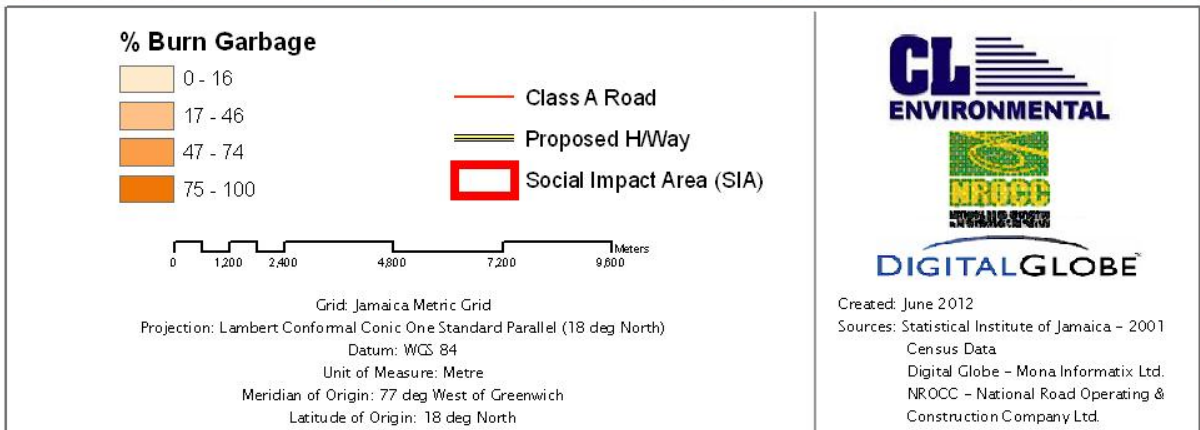 % Burn Garbage
0 - 16
17 - 46
47 - 74
75 - 100
Class A Road
Proposed H/Way
Social Impact Area (SIA)
Meters
0 1,200 2,400 4,800 7,200 9,600
Grid: Jamaica Metric Grid
Projection: Lambert Conformal Conic One Standard Parallel (18 deg North)
Datum: WGS 84
Unit of Measure: Metre
Meridian of Origin: 77 deg West of Greenwich
Latitude of Origin: 18 deg North
CL
ENVIRONMENTAL
NROCC
DIGITALGLOBE
Created: June 2012
Sources: Statistical Institute of Jamaica – 2001
Census Data
Digital Globe – Mona Informatix Ltd.
NROCC – National Road Operating &
Construction Company Ltd.